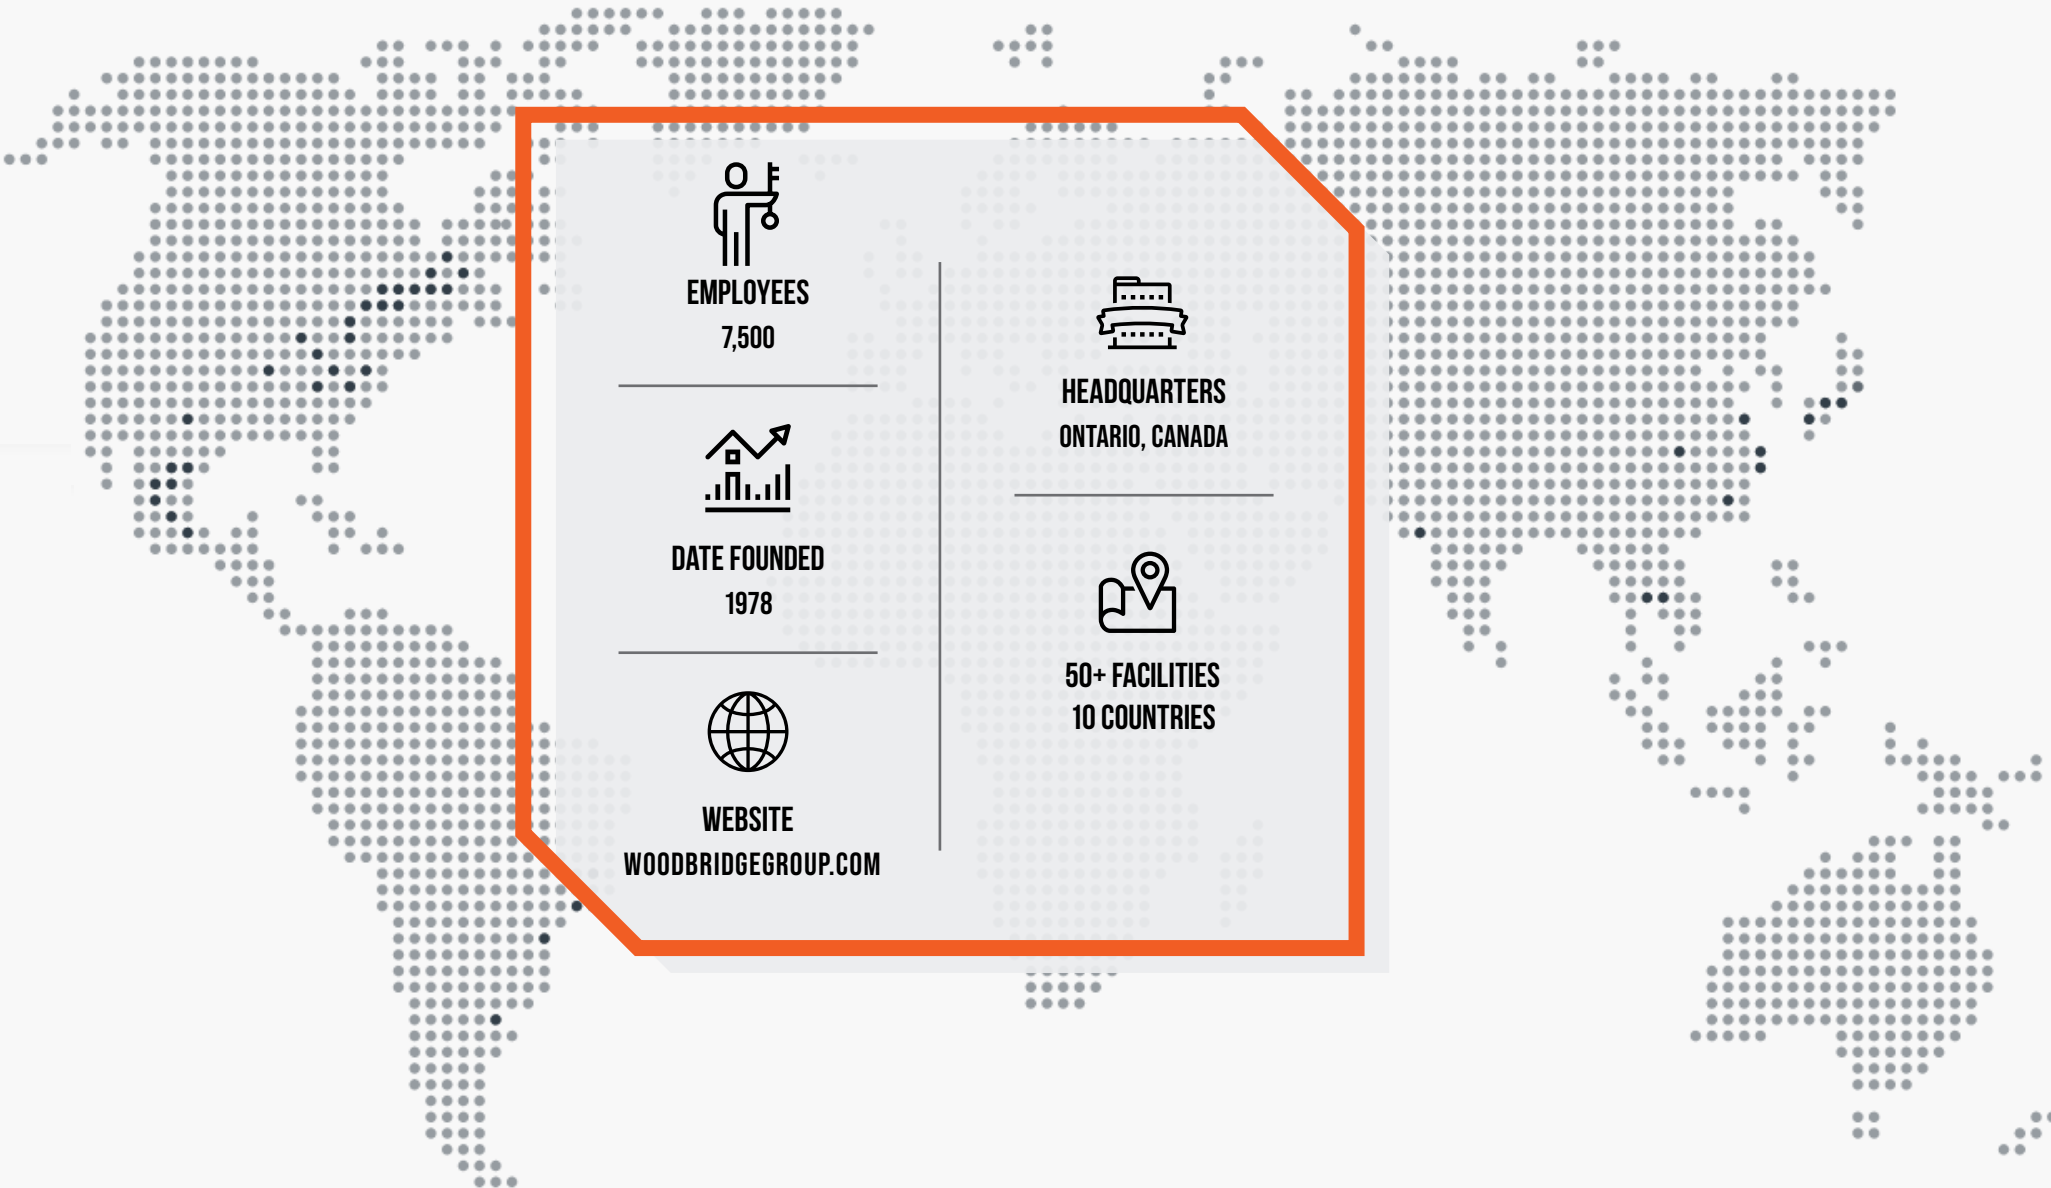 EMPLOYEES
7,500
DATE FOUNDED
1978
WEBSITE
WOODBRIDGEGROUP.COM
HEADQUARTERS
ONTARIO, CANADA
50+ FACILITIES
10 COUNTRIES